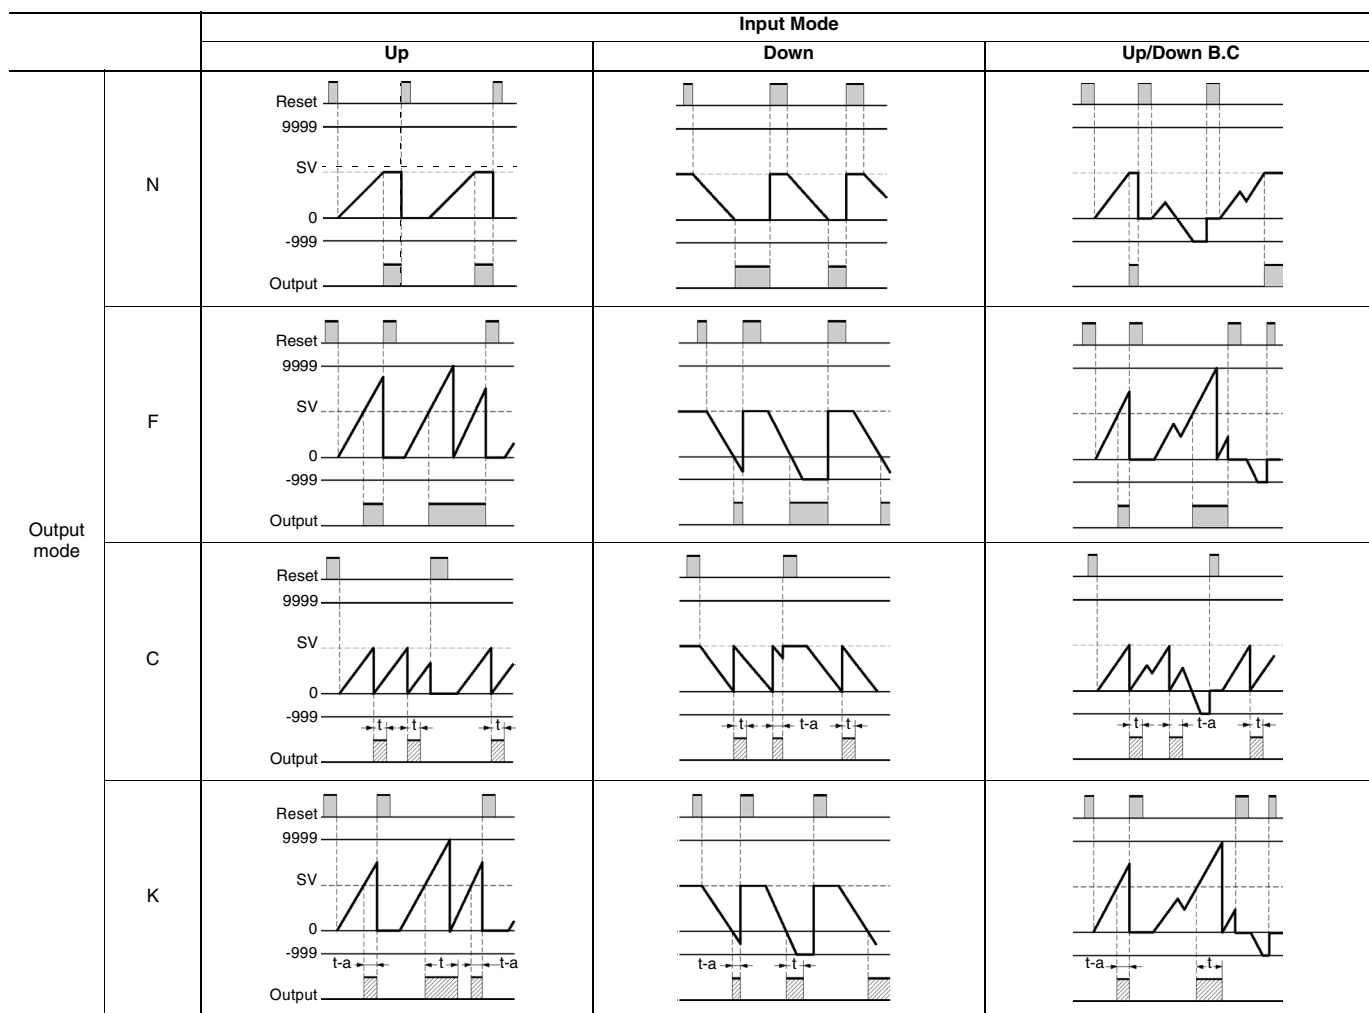 Input Mode
Up Down Up/Down B.C
Output
mode
N
Reset
9999
SV
0
-999
Output
F
Reset
9999
SV
0
-999
Output
C
Reset
9999
SV
0
-999
t t t
t t-a t
t t-a t
Output
K
Reset
9999
SV
0
-999
t-a t t-a
t-a t
t-a t
Output